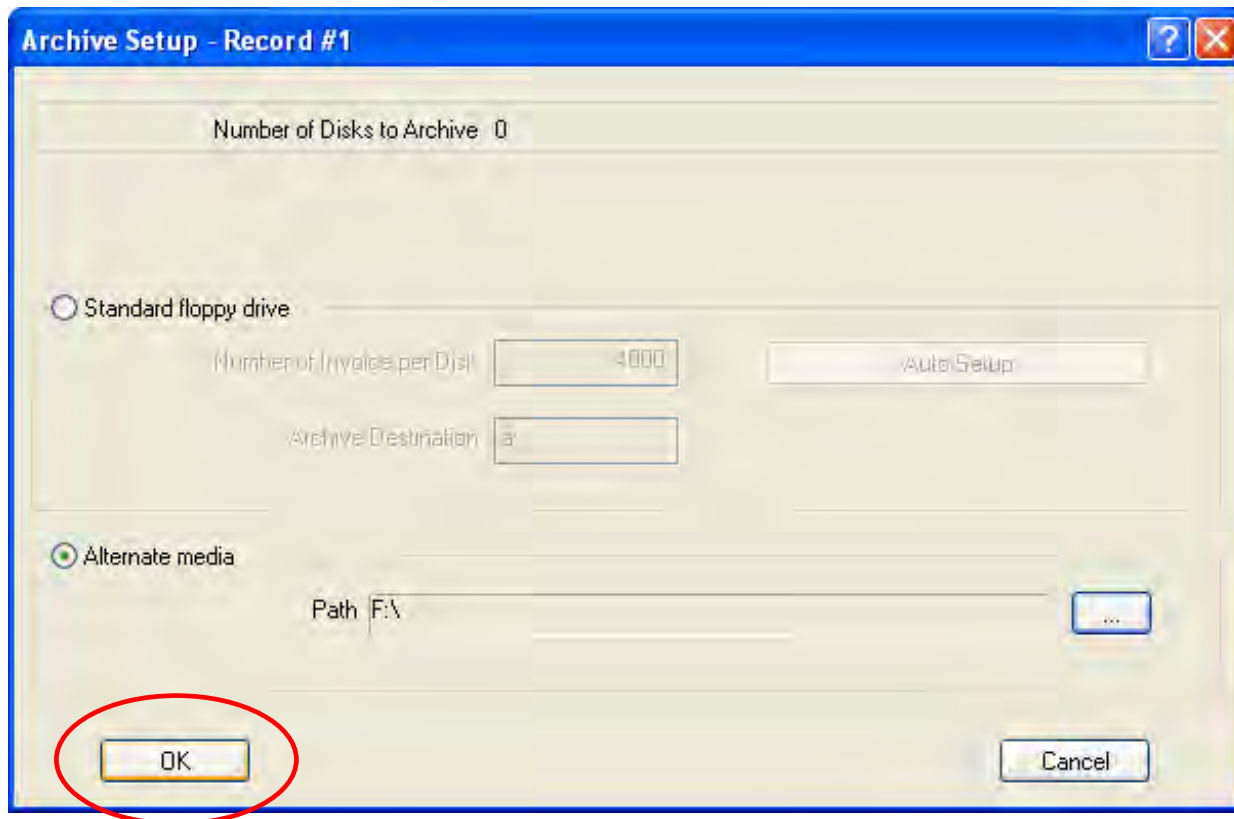 Archive Setup - Record #1
Number of Disks to Archive 0
Standard floppy drive
Number of Invoice per Disk 4000 Auto Setup
Archive Destination a:
Alternate media
Path F:\ ...
OK Cancel